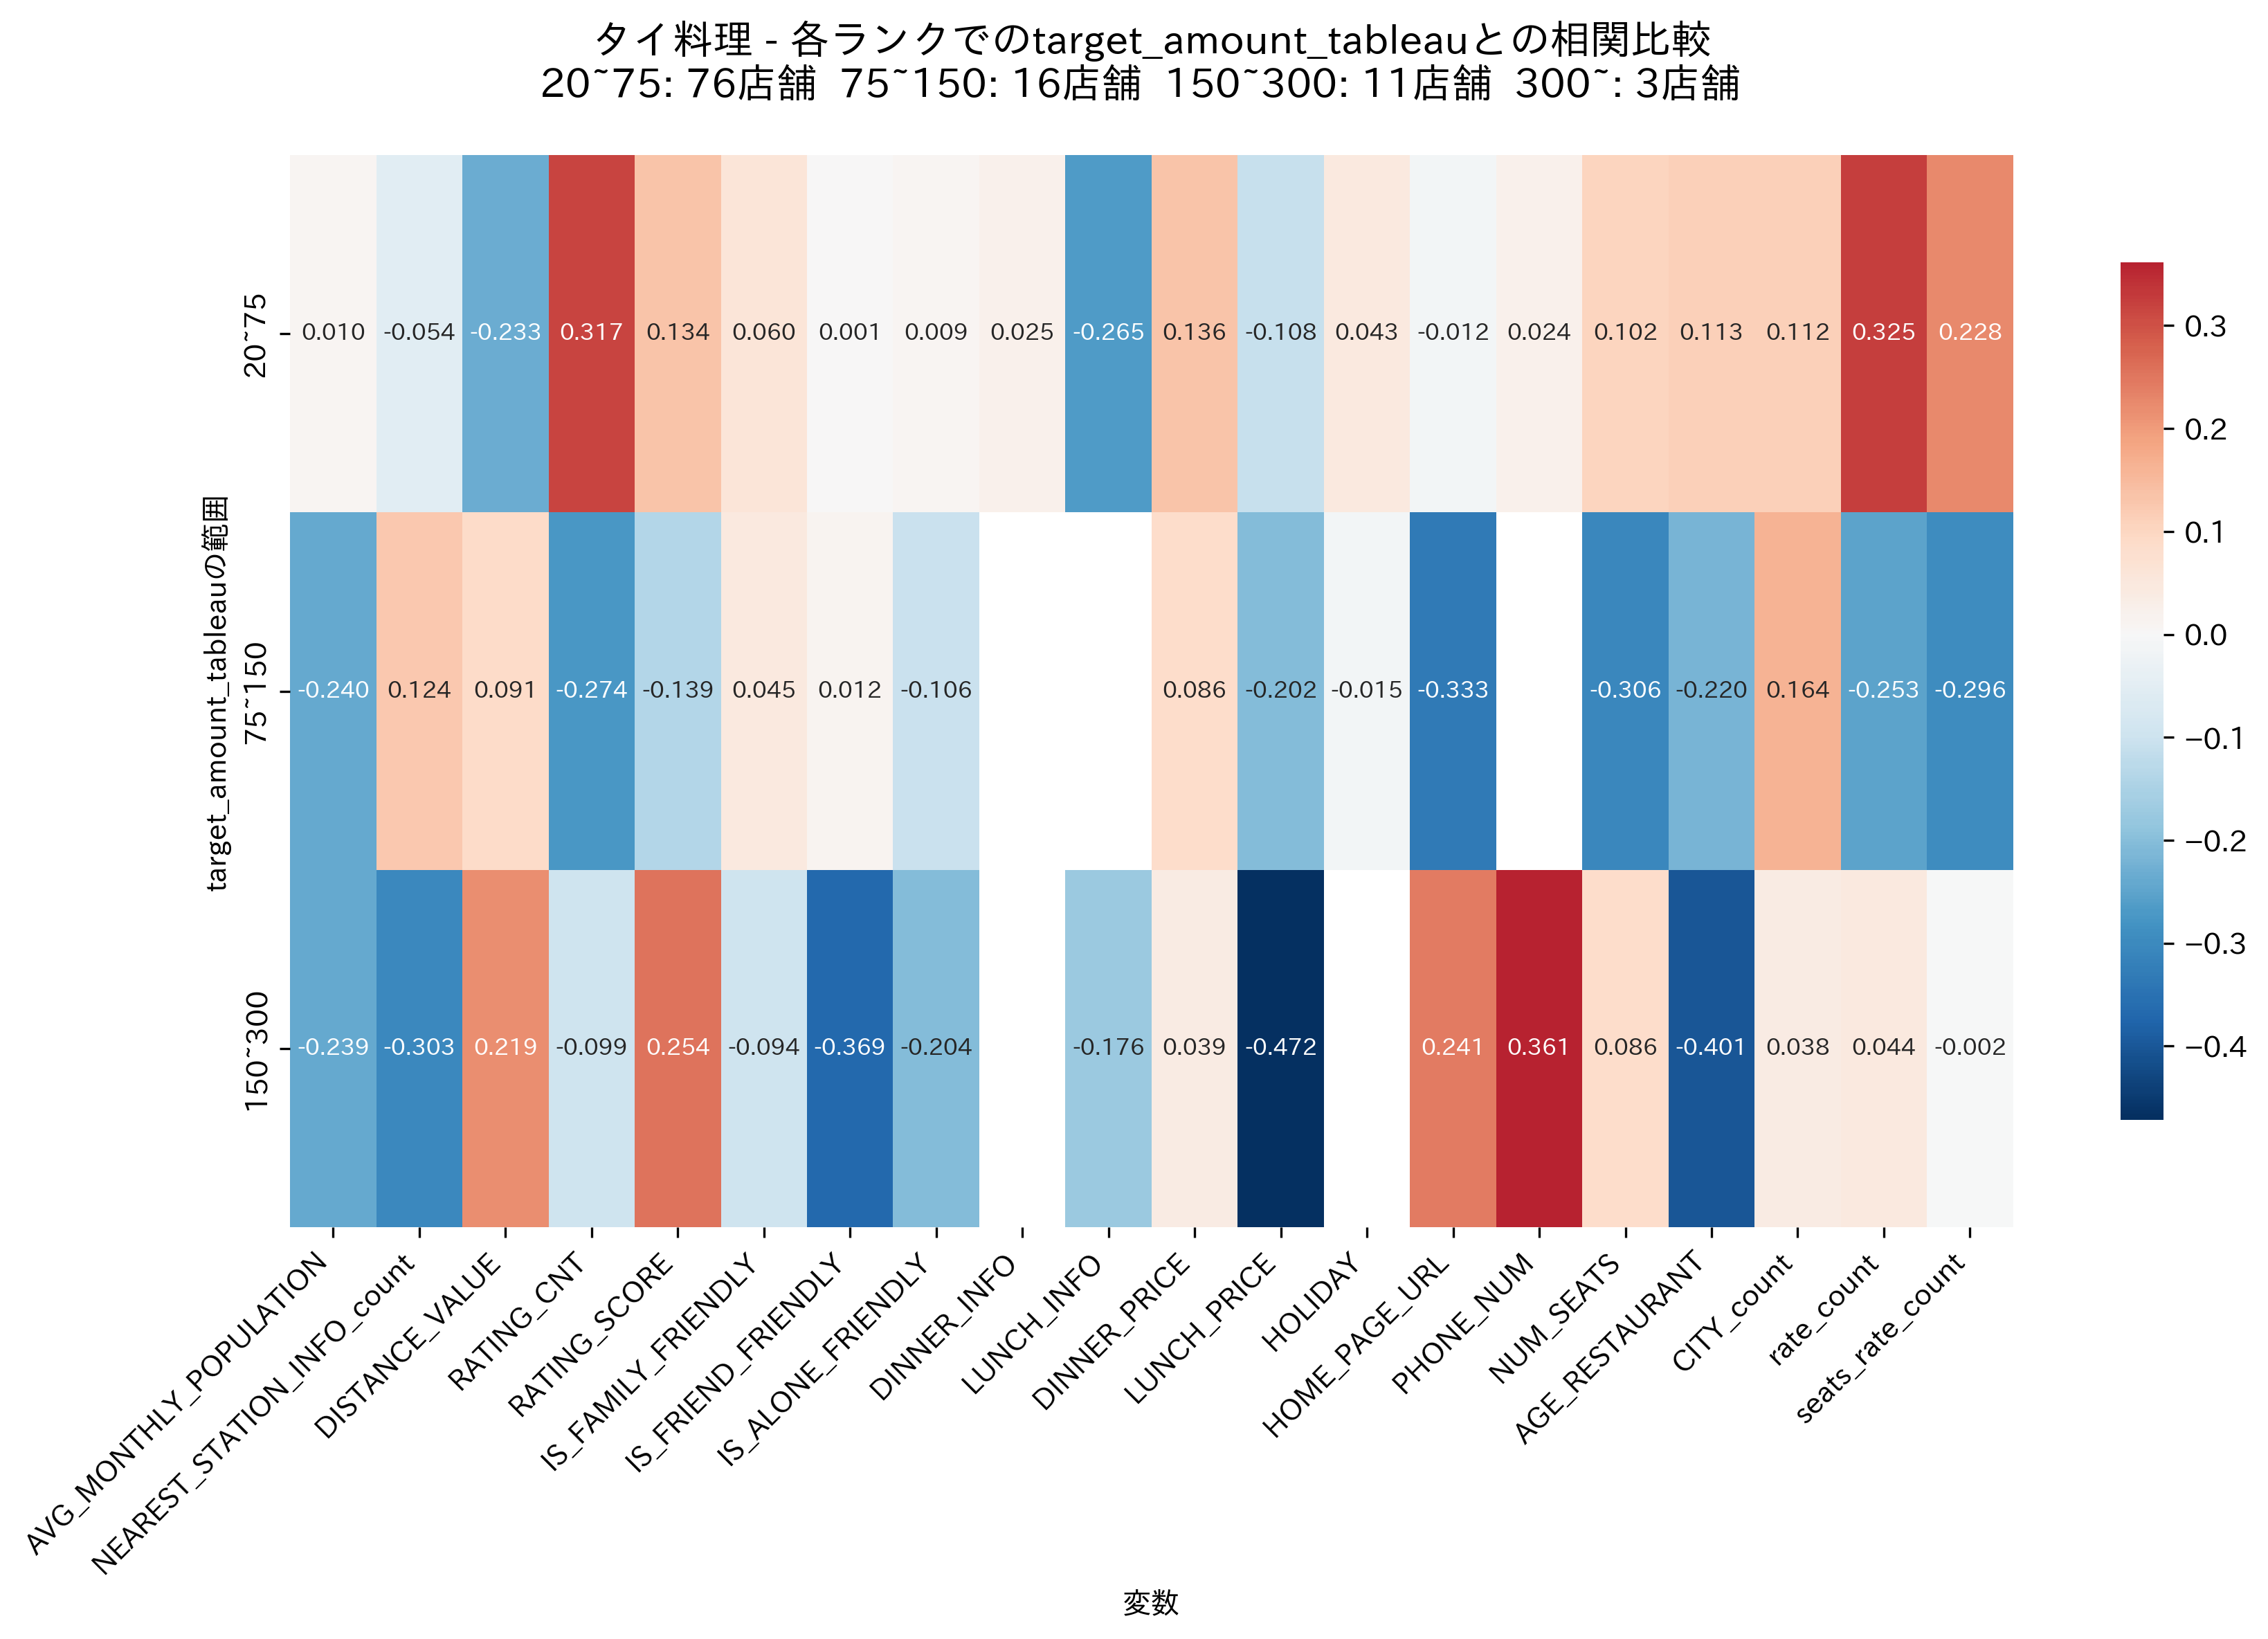 タイ料理 - 各ランクでのtarget_amount_tableauとの相関比較
20~75: 76店舗  75~150: 16店舗  150~300: 11店舗  300~: 3店舗
target_amount_tableauの範囲
20~75
0.010 -0.054 -0.233 0.317 0.134 0.060 0.001 0.009 0.025 -0.265 0.136 -0.108 0.043 -0.012 0.024 0.102 0.113 0.112 0.325 0.228
75~150
-0.240 0.124 0.091 -0.274 -0.139 0.045 0.012 -0.106 0.086 -0.202 -0.015 -0.333 -0.306 -0.220 0.164 -0.253 -0.296
150~300
-0.239 -0.303 0.219 -0.099 0.254 -0.094 -0.369 -0.204 -0.176 0.039 -0.472 0.241 0.361 0.086 -0.401 0.038 0.044 -0.002
AVG_MONTHLY_POPULATION
NEAREST_STATION_INFO_count
DISTANCE_VALUE
RATING_CNT
RATING_SCORE
IS_FAMILY_FRIENDLY
IS_FRIEND_FRIENDLY
IS_ALONE_FRIENDLY
DINNER_INFO
LUNCH_INFO
DINNER_PRICE
LUNCH_PRICE
HOLIDAY
HOME_PAGE_URL
PHONE_NUM
NUM_SEATS
AGE_RESTAURANT
CITY_count
rate_count
seats_rate_count
変数
0.3
0.2
0.1
0.0
−0.1
−0.2
−0.3
−0.4